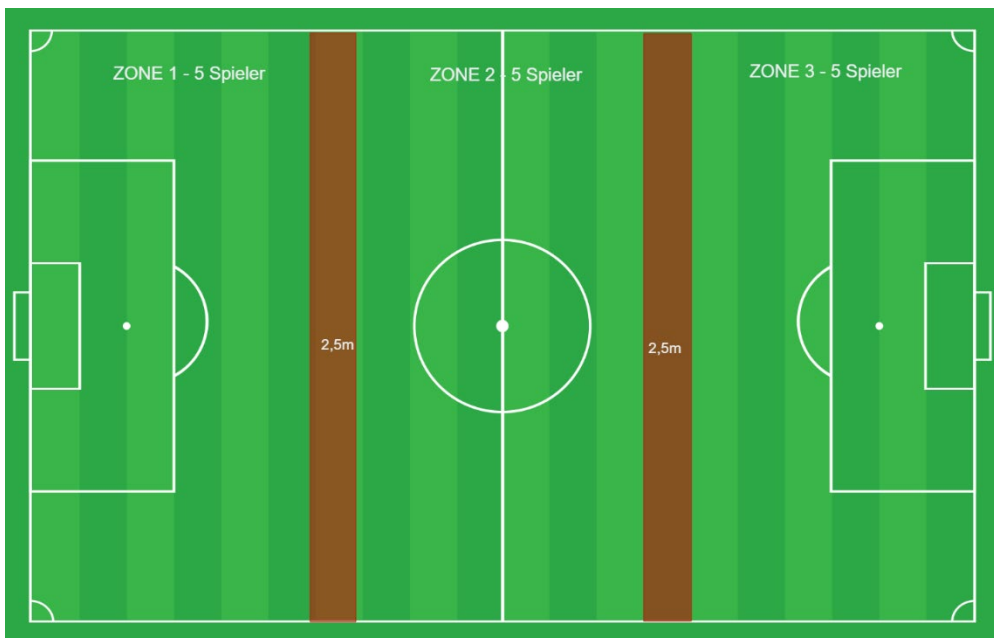 ZONE 1 - 5 Spieler
ZONE 2 - 5 Spieler
ZONE 3 - 5 Spieler
2,5m
2,5m